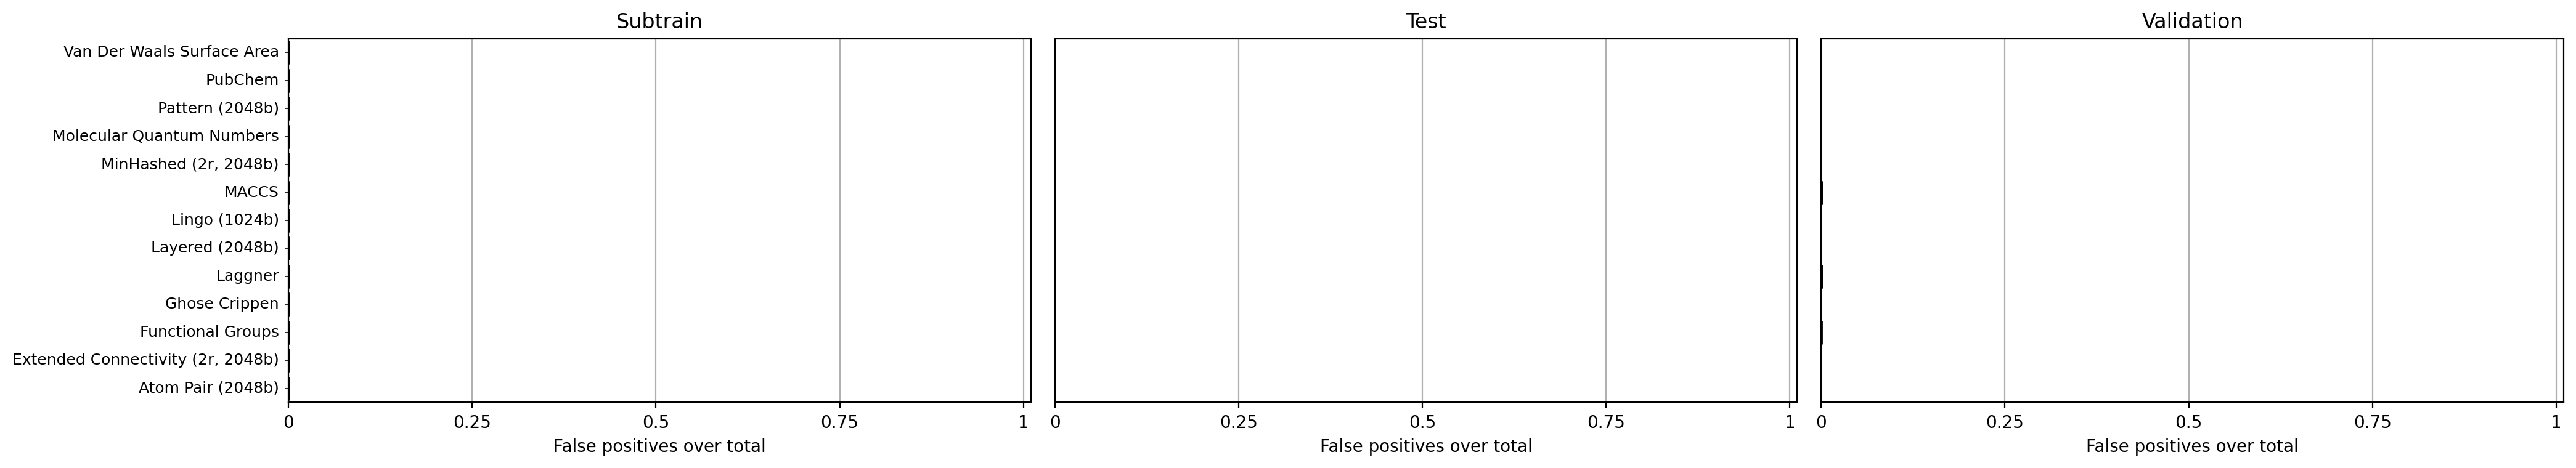 Subtrain
Test
Validation
Van Der Waals Surface Area
PubChem
Pattern (2048b)
Molecular Quantum Numbers
MinHashed (2r, 2048b)
MACCS
Lingo (1024b)
Layered (2048b)
Laggner
Ghose Crippen
Functional Groups
Extended Connectivity (2r, 2048b)
Atom Pair (2048b)
0 0.25 0.5 0.75 1
0 0.25 0.5 0.75 1
0 0.25 0.5 0.75 1
False positives over total
False positives over total
False positives over total